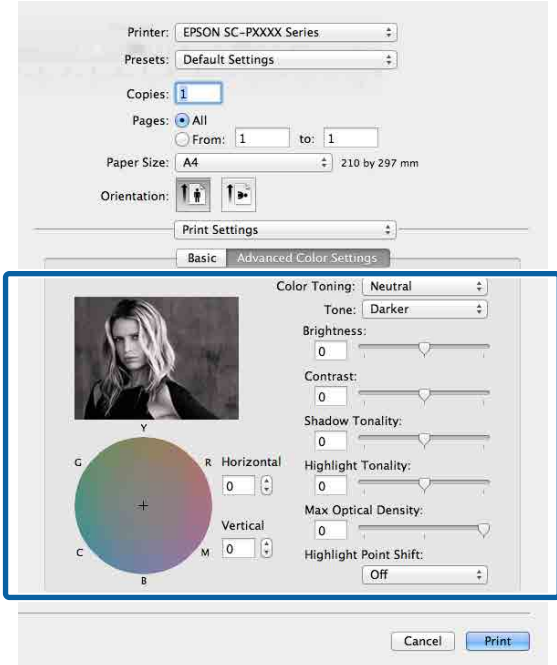 Printer: EPSON SC-PXXXX Series
Presets: Default Settings
Copies: 1
Pages: All
From: 1 to: 1
Paper Size: A4 210 by 297 mm
Orientation:
Print Settings
Basic Advanced Color Settings
Color Toning: Neutral
Tone: Darker
Brightness:
0
Contrast:
0
Shadow Tonality:
0
Highlight Tonality:
0
Max Optical Density:
0
Highlight Point Shift:
Off
Y
G R
C M
B
Horizontal
0
Vertical
0
Cancel Print